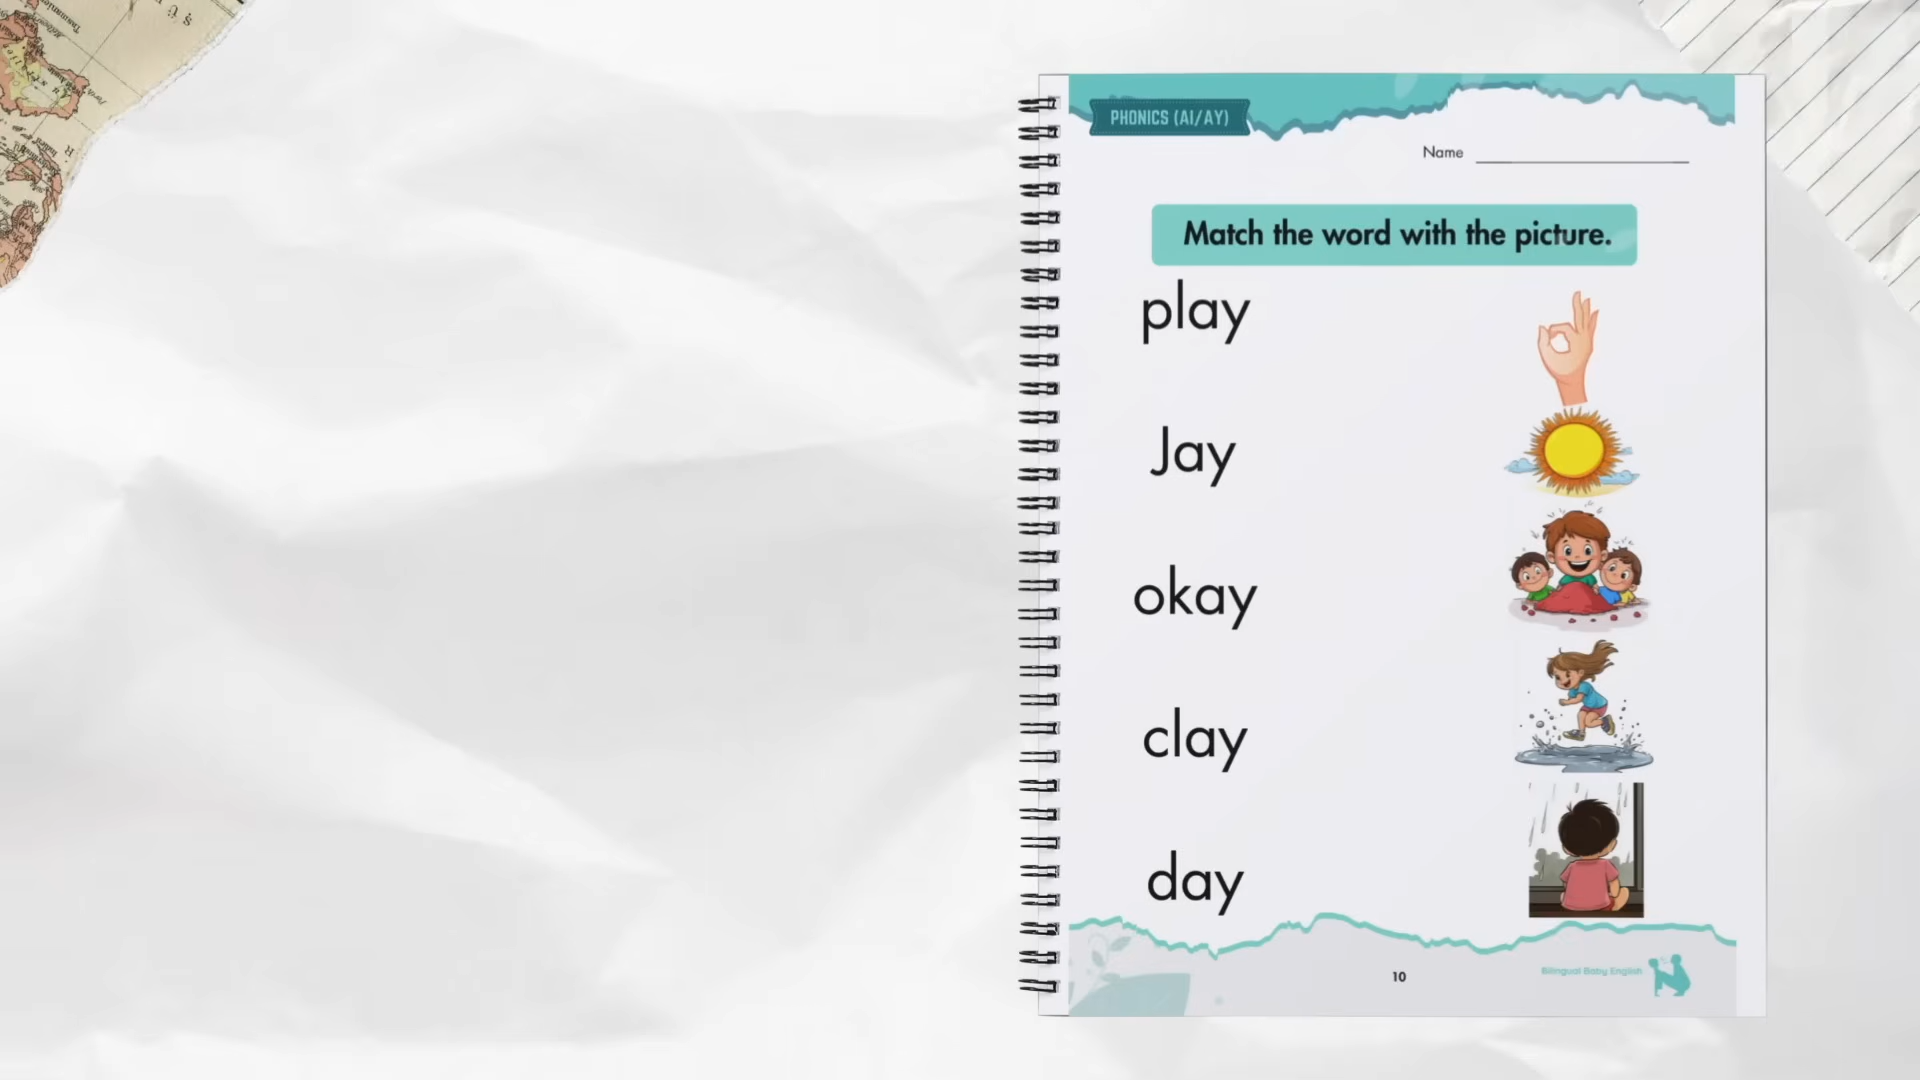 PHONICS (AI/AY)
Name
Match the word with the picture.
play
Jay
okay
clay
day
10
Bilingual Baby English